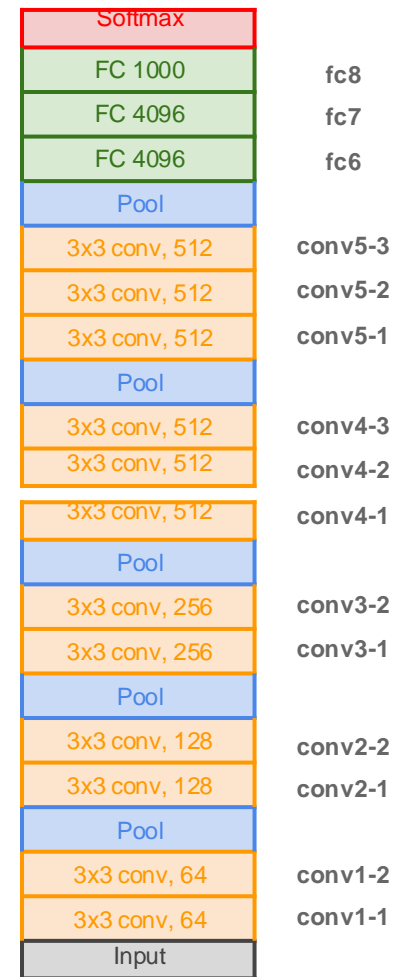 Softmax
FC 1000 fc8
FC 4096 fc7
FC 4096 fc6
Pool
3x3 conv, 512 conv5-3
3x3 conv, 512 conv5-2
3x3 conv, 512 conv5-1
Pool
3x3 conv, 512 conv4-3
3x3 conv, 512 conv4-2
3x3 conv, 512 conv4-1
Pool
3x3 conv, 256 conv3-2
3x3 conv, 256 conv3-1
Pool
3x3 conv, 128 conv2-2
3x3 conv, 128 conv2-1
Pool
3x3 conv, 64 conv1-2
3x3 conv, 64 conv1-1
Input